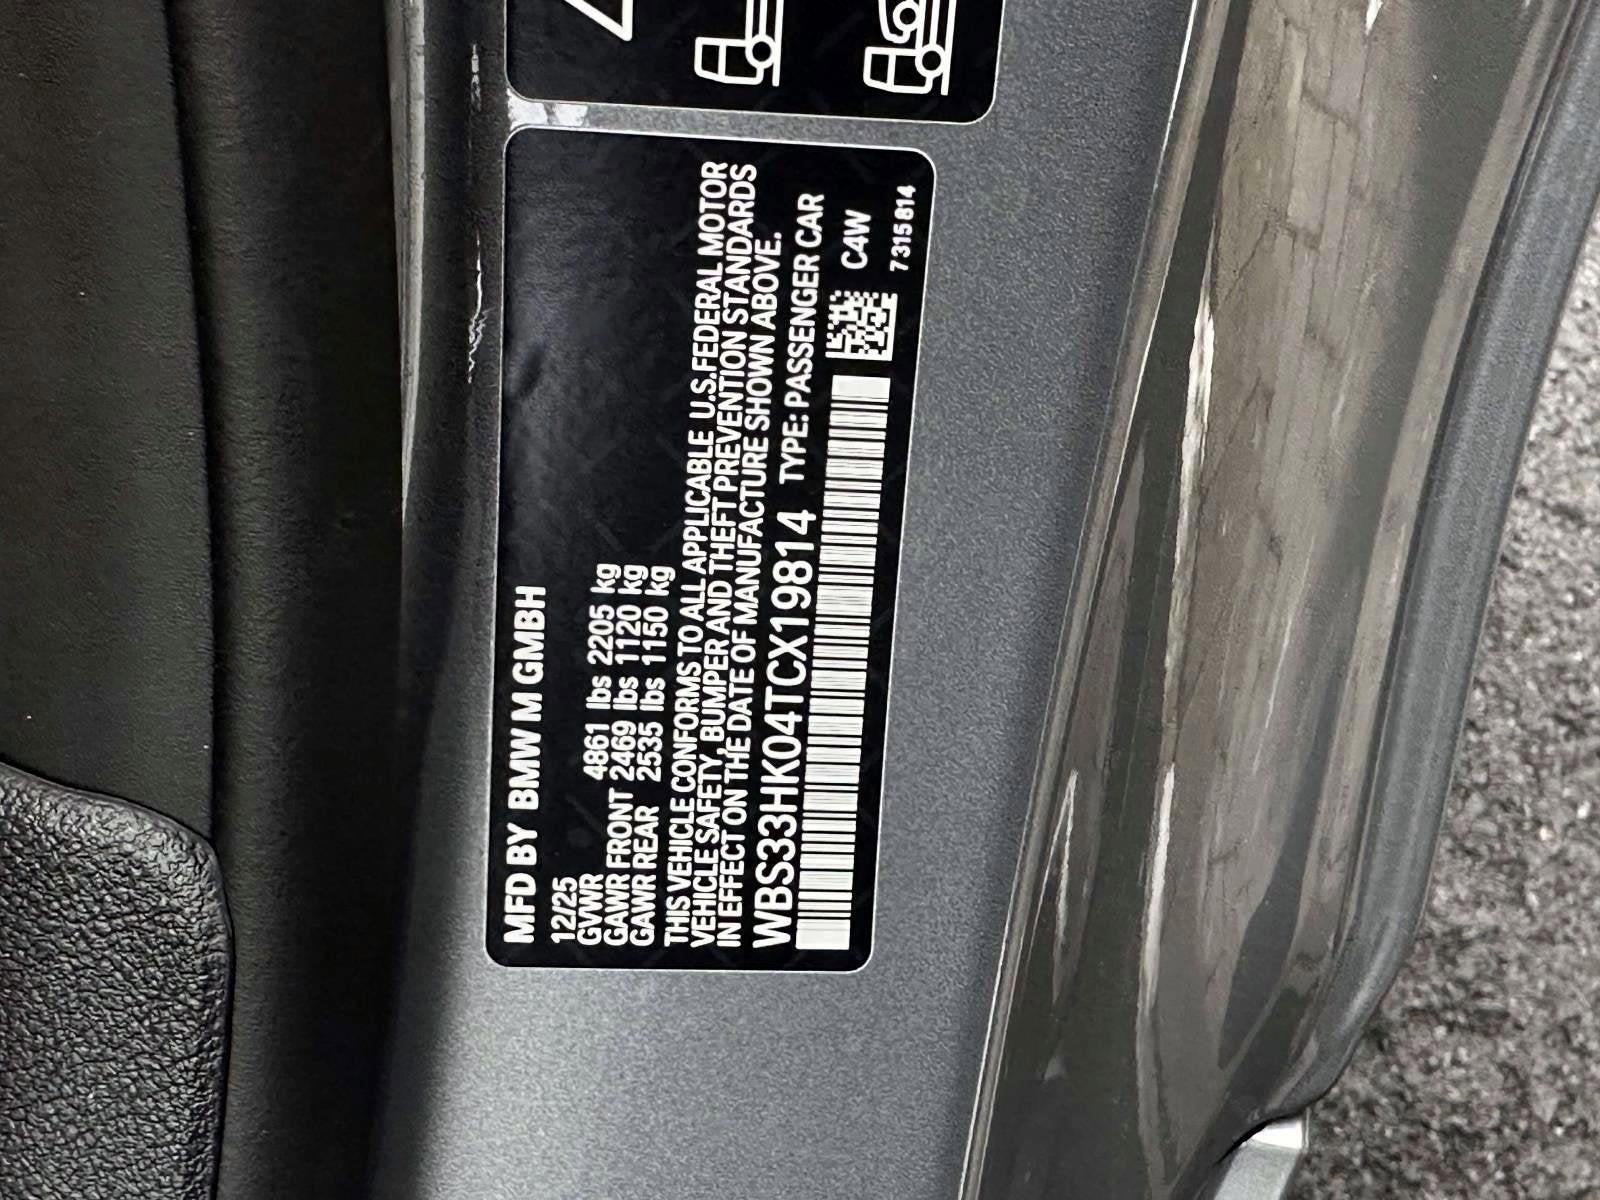 MFD BY BMW M GMBH
12/25
GVWR 4861 lbs 2205 kg
GAWR FRONT 2469 lbs 1120 kg
GAWR REAR 2535 lbs 1150 kg
THIS VEHICLE CONFORMS TO ALL APPLICABLE U.S.FEDERAL MOTOR
VEHICLE SAFETY, BUMPER AND THEFT PREVENTION STANDARDS
IN EFFECT ON THE DATE OF MANUFACTURE SHOWN ABOVE.
WBS33HK04TCX19814 TYPE: PASSENGER CAR
C4W
7315814